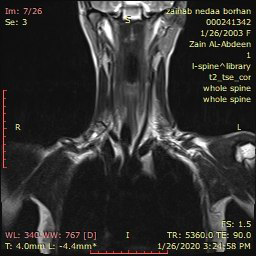 Im: 7/26
Se: 3
zainab nedaa borhan
000241342
1/26/2003 F
Zain AL-Abdeen
1
l-spine^library
t2_tse_cor
whole spine
whole spine
S
R
L
I
WL: 340 WW: 767 [D]
T: 4.0mm L: -4.4mm*
FS: 1.5
TR: 5360.0 TE: 90.0
1/26/2020 3:24:58 PM